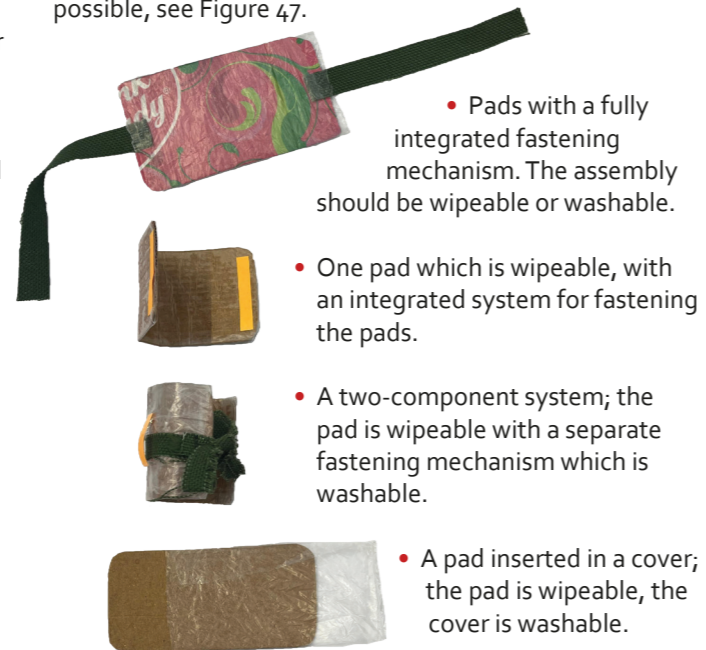 possible, see Figure 47.
r
dy
• Pads with a fully
integrated fastening
mechanism. The assembly
should be wipeable or washable.
• One pad which is wipeable, with
an integrated system for fastening
the pads.
• A two-component system; the
pad is wipeable with a separate
fastening mechanism which is
washable.
• A pad inserted in a cover;
the pad is wipeable, the
cover is washable.